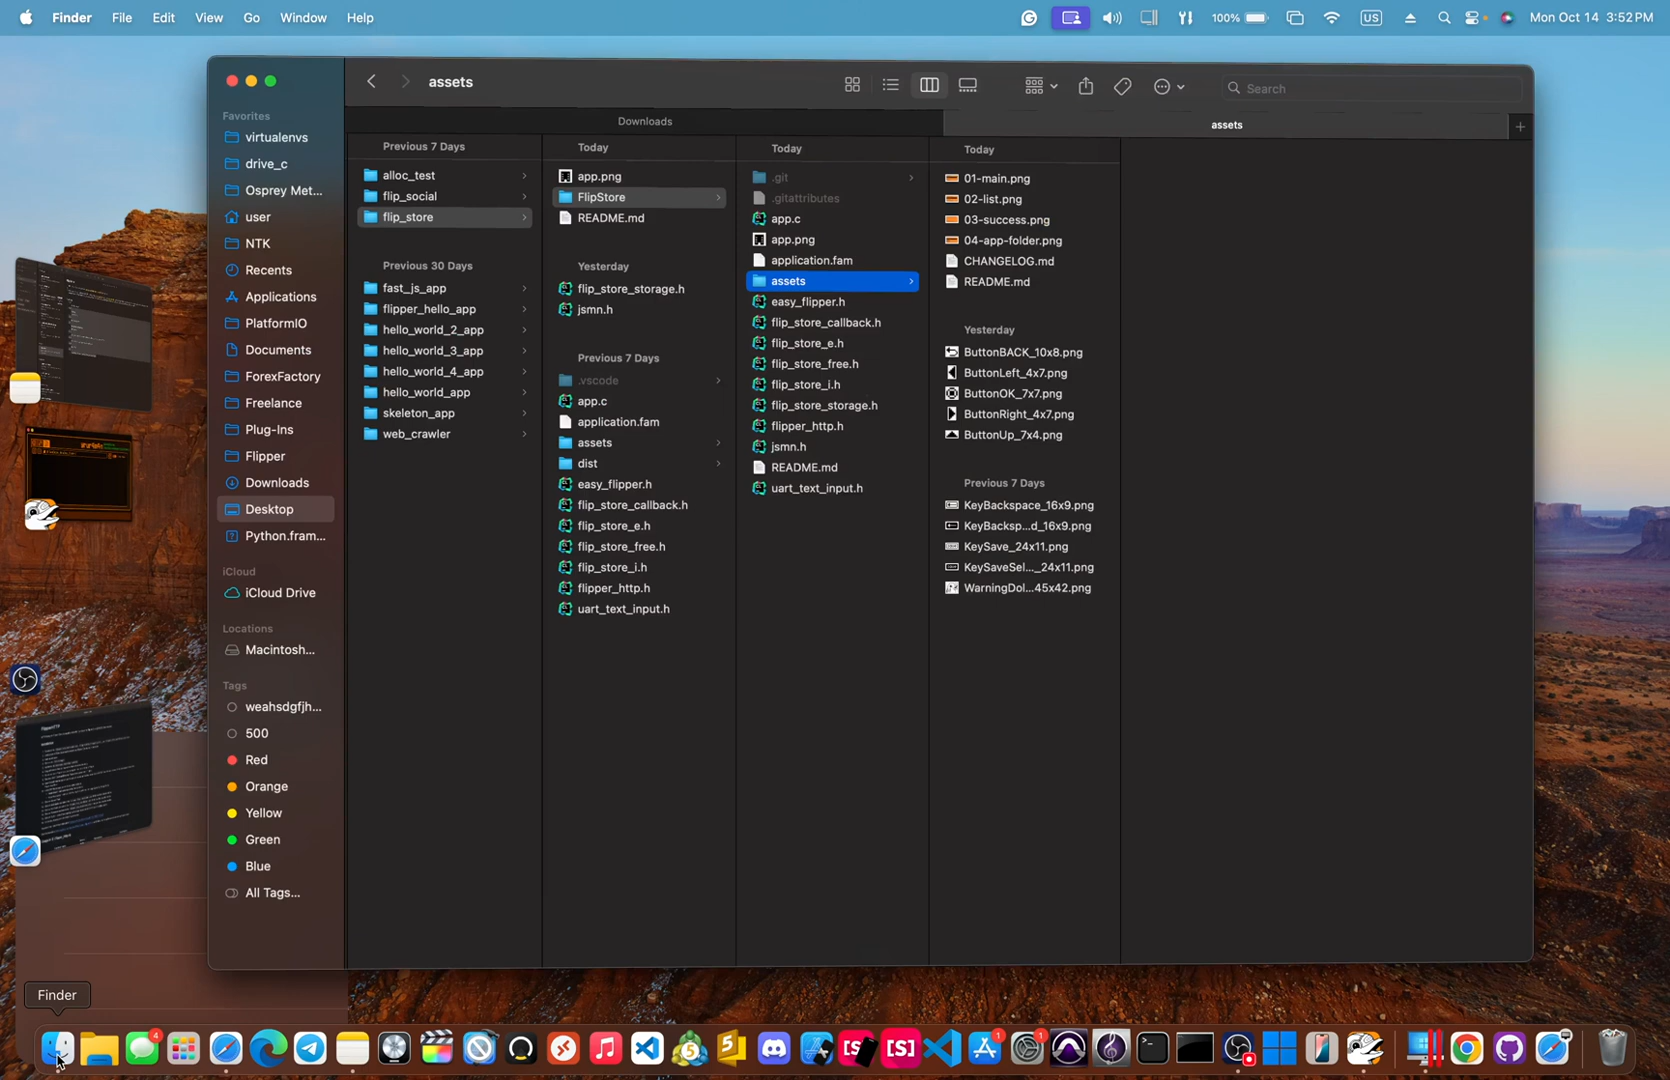 Finder File Edit View Go Window Help
100% US Mon Oct 14 3:52 PM
assets
Search
Downloads
assets
Favorites
virtualenvs
drive_c
Osprey Met...
user
NTK
Recents
Applications
PlatformIO
Documents
ForexFactory
Freelance
Plug-Ins
Flipper
Downloads
Desktop
Python.fram...
iCloud
iCloud Drive
Locations
Macintosh...
Tags
weahsdgfjh...
500
Red
Orange
Yellow
Green
Blue
All Tags...
Previous 7 Days
alloc_test
flip_social
flip_store
Previous 30 Days
fast_js_app
flipper_hello_app
hello_world_2_app
hello_world_3_app
hello_world_4_app
hello_world_app
skeleton_app
web_crawler
Today
app.png
FlipStore
README.md
Yesterday
flip_store_storage.h
jsmn.h
Previous 7 Days
.vscode
app.c
application.fam
assets
dist
easy_flipper.h
flip_store_callback.h
flip_store_e.h
flip_store_free.h
flip_store_i.h
flipper_http.h
uart_text_input.h
Today
.git
.gitattributes
app.c
app.png
application.fam
assets
easy_flipper.h
flip_store_callback.h
flip_store_e.h
flip_store_free.h
flip_store_i.h
flip_store_storage.h
flipper_http.h
jsmn.h
README.md
uart_text_input.h
Today
01-main.png
02-list.png
03-success.png
04-app-folder.png
CHANGELOG.md
README.md
Yesterday
ButtonBACK_10x8.png
ButtonLeft_4x7.png
ButtonOK_7x7.png
ButtonRight_4x7.png
ButtonUp_7x4.png
Previous 7 Days
KeyBackspace_16x9.png
KeyBacksp...d_16x9.png
KeySave_24x11.png
KeySaveSel..._24x11.png
WarningDol...45x42.png
Finder